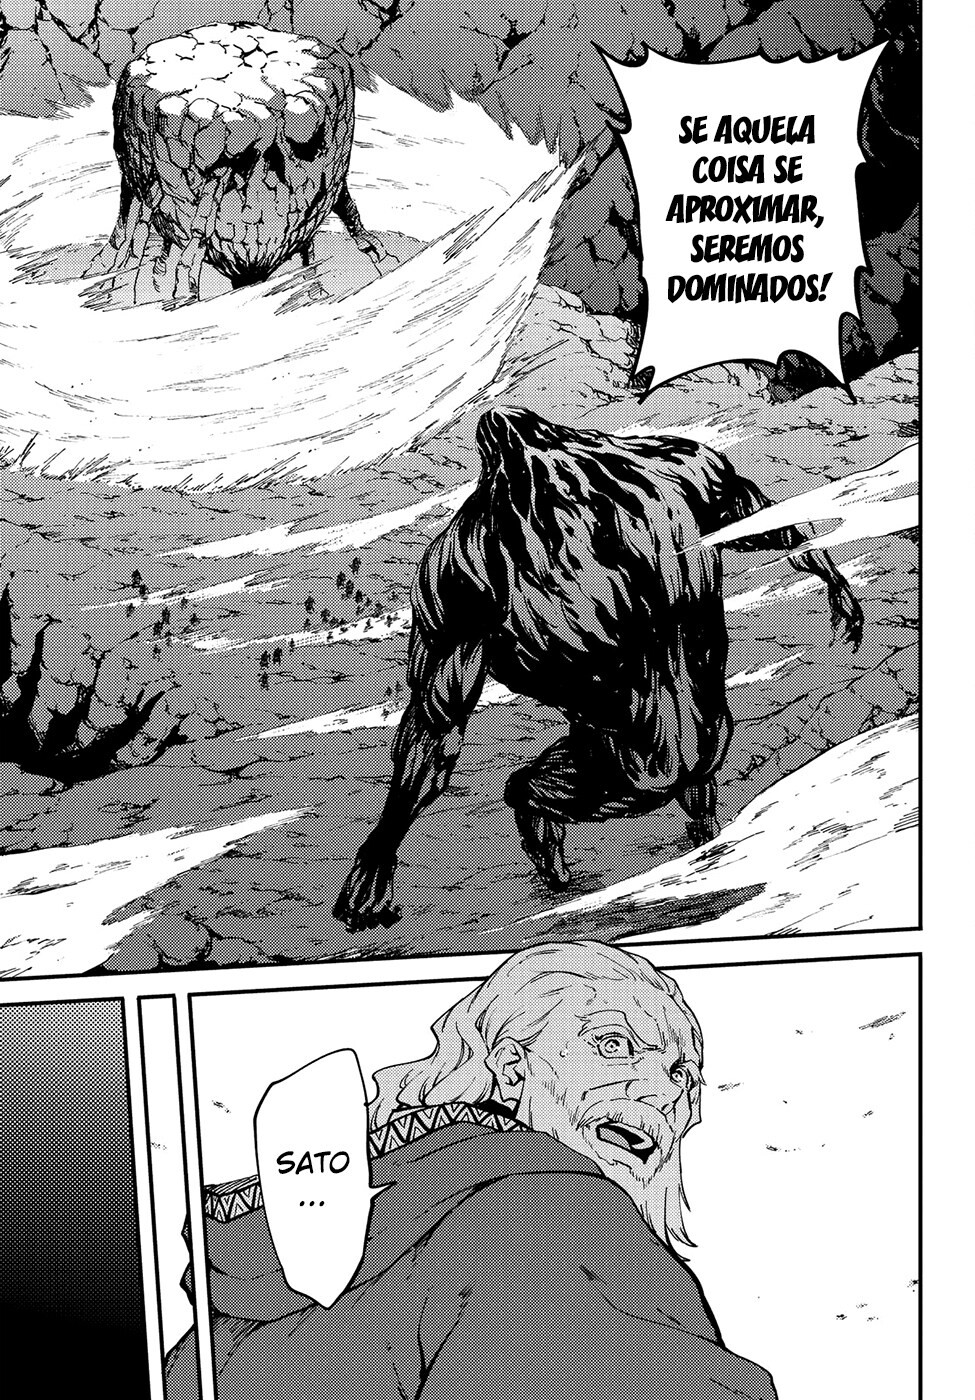 SE AQUELA
COISA SE
APROXIMAR,
SEREMOS
DOMINADOS!
SATO
...